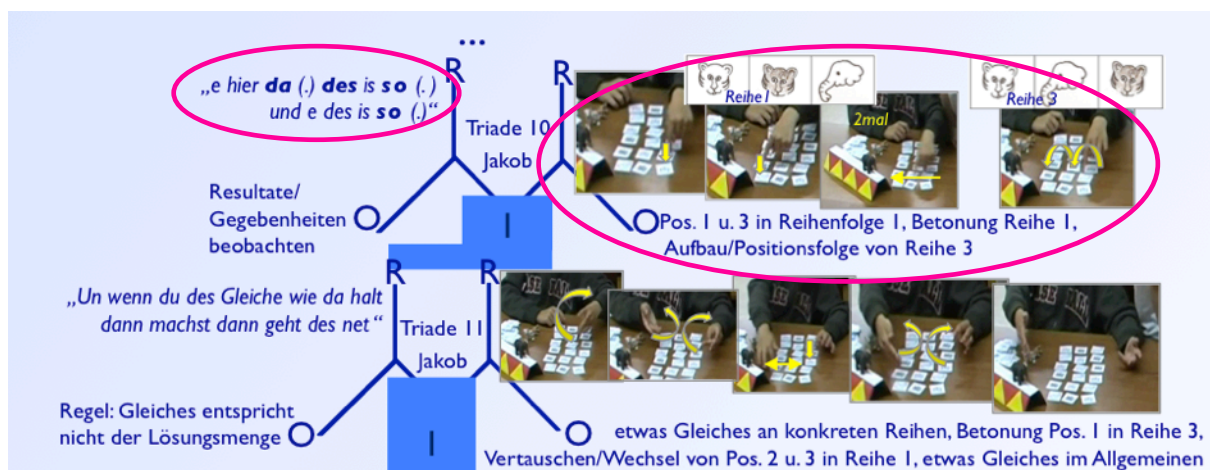 ...
R
R
„e hier da (.) des is so (.)
und e des is so (.)“
Triade 10
Jakob
Reihe 1
2mal
Reihe 3
Resultate/
Gegebenheiten
beobachten
O
I
O
Pos. 1 u. 3 in Reihenfolge 1, Betonung Reihe 1,
Aufbau/Positionsfolge von Reihe 3
R
R
„Un wenn du des Gleiche wie da halt
dann machst dann geht des net“
Triade 11
Jakob
Regel: Gleiches entspricht
nicht der Lösungsmenge
O
I
O
etwas Gleiches an konkreten Reihen, Betonung Pos. 1 in Reihe 3,
Vertauschen/Wechsel von Pos. 2 u. 3 in Reihe 1, etwas Gleiches im Allgemeinen